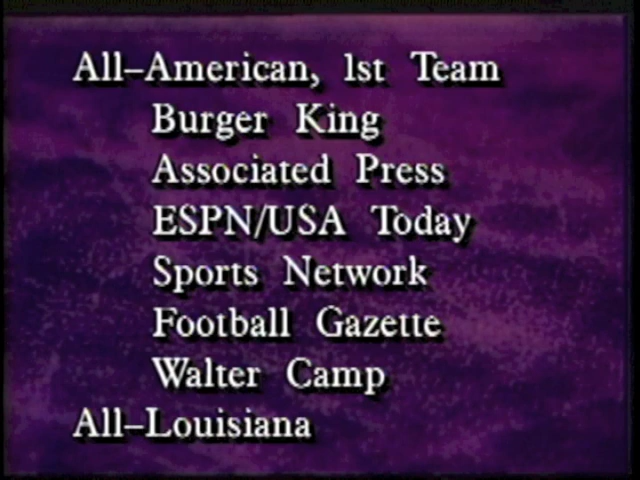 All–American, 1st Team
Burger King
Associated Press
ESPN/USA Today
Sports Network
Football Gazette
Walter Camp
All–Louisiana